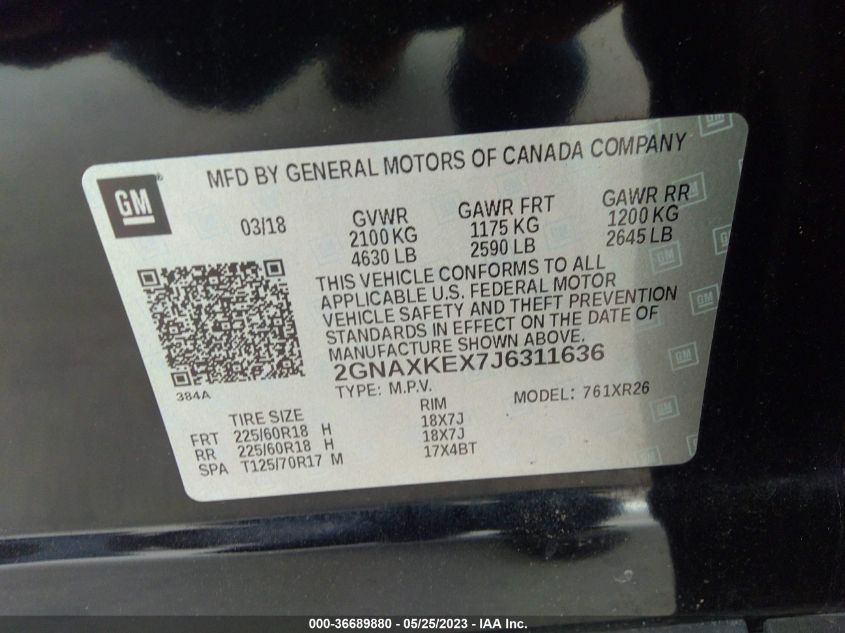 MFD BY GENERAL MOTORS OF CANADA COMPANY
GM
03/18 GVWR GAWR FRT GAWR RR
2100 KG 1175 KG 1200 KG
4630 LB 2590 LB 2645 LB
THIS VEHICLE CONFORMS TO ALL
APPLICABLE U.S. FEDERAL MOTOR
VEHICLE SAFETY AND THEFT PREVENTION
STANDARDS IN EFFECT ON THE DATE OF
MANUFACTURE SHOWN ABOVE.
2GNAXKEX7J6311636
384A
TYPE: M.P.V. MODEL: 761XR26
TIRE SIZE RIM
FRT 225/60R18 H 18X7J
RR 225/60R18 H 18X7J
SPA T125/70R17 M 17X4BT
000-36689880 - 05/25/2023 - IAA Inc.